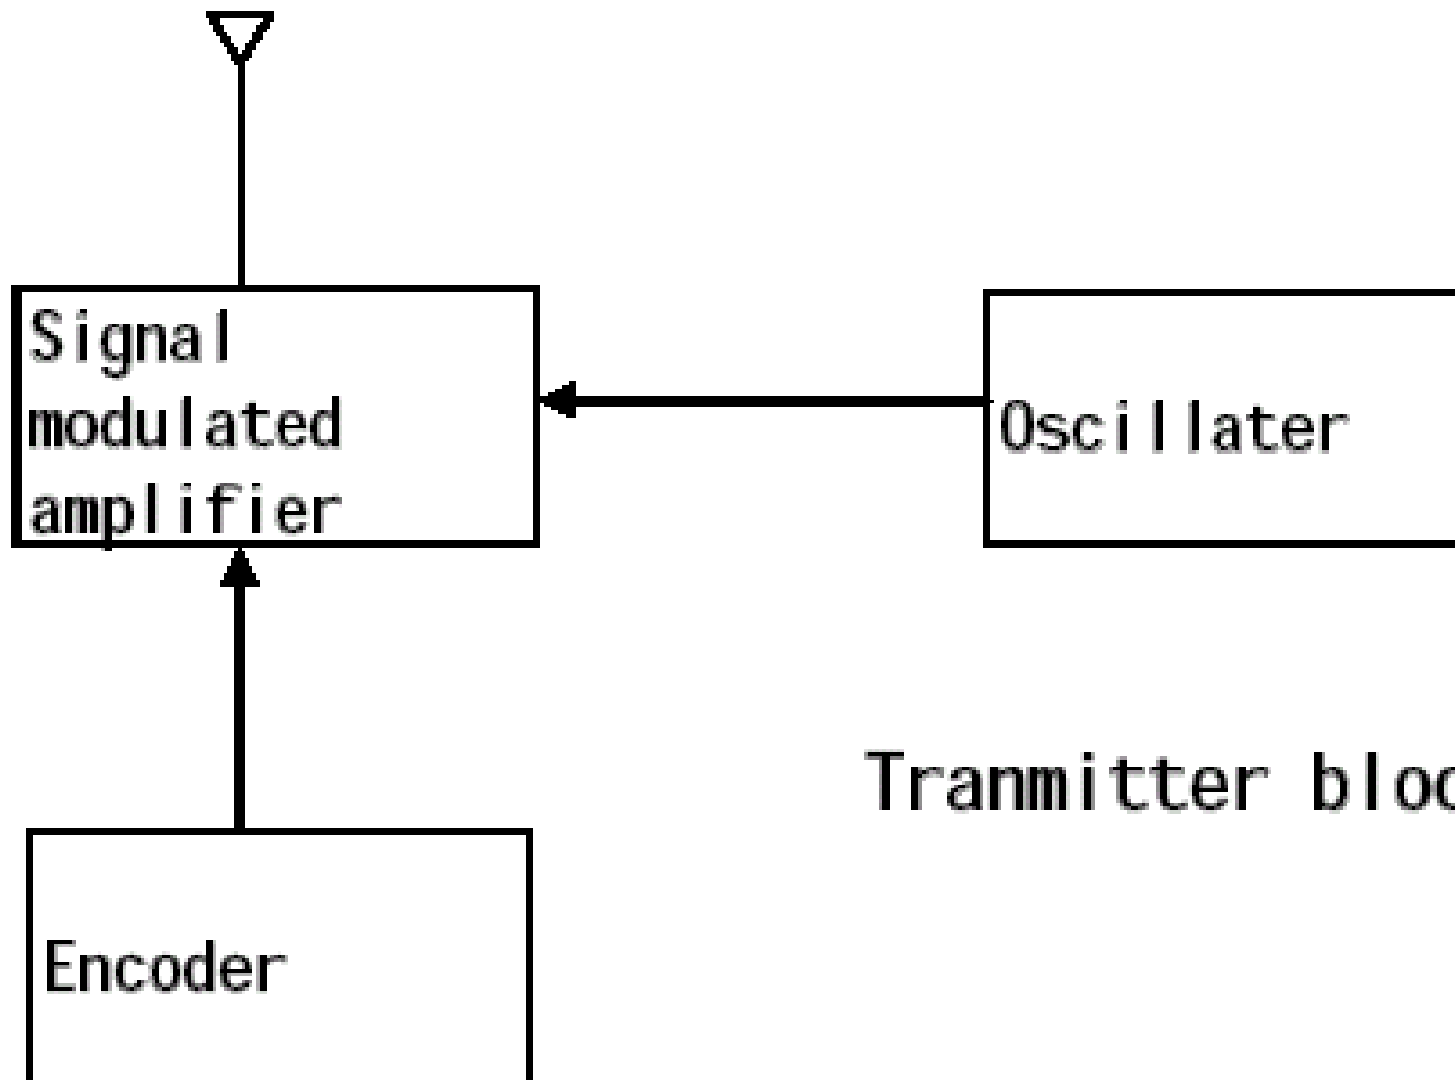 Signal
modulated
amplifier
Oscillater
Tranmitter
Encoder